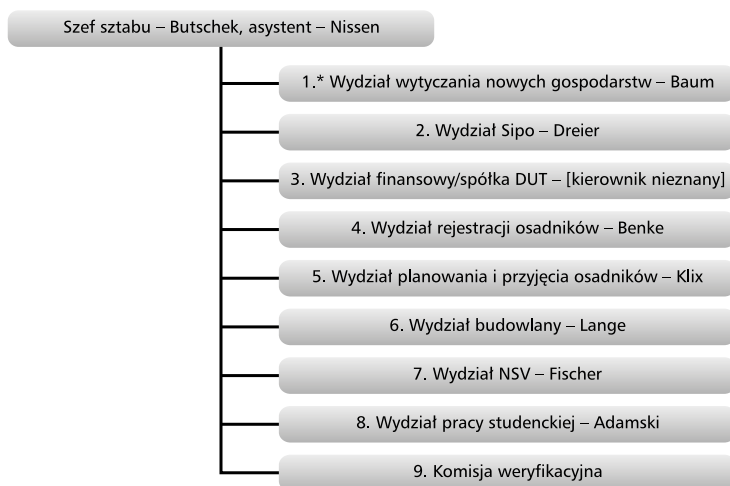 Szef sztabu – Butschek, asystent – Nissen
1.* Wydział wytyczania nowych gospodarstw – Baum
2. Wydział Sipo – Dreier
3. Wydział finansowy/spółka DUT – [kierownik nieznany]
4. Wydział rejestracji osadników – Benke
5. Wydział planowania i przyjęcia osadników – Klix
6. Wydział budowlany – Lange
7. Wydział NSV – Fischer
8. Wydział pracy studenckiej – Adamski
9. Komisja weryfikacyjna